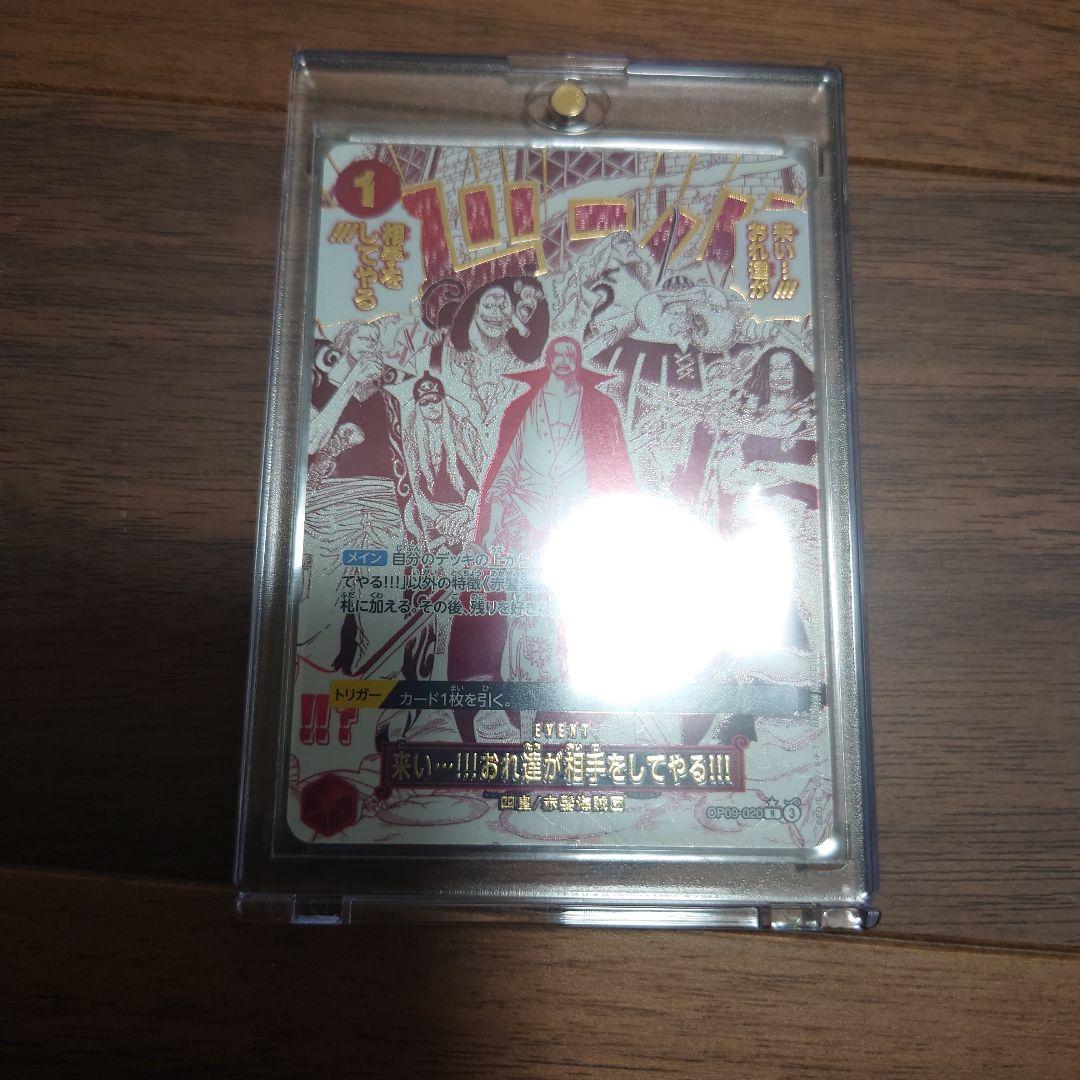 1
ドーン
来い…!!!
おれ達が
相手を
してやる
!!!
メイン 自分のデッキの上から
てやる!!!」以外の特徴《赤髪海
札に加える。その後、残りを好き
!!?
トリガー カード1枚を引く。
EVENT
来い…!!!おれ達が相手をしてやる!!!
四皇/赤髪海賊団
OP09-020 R 3